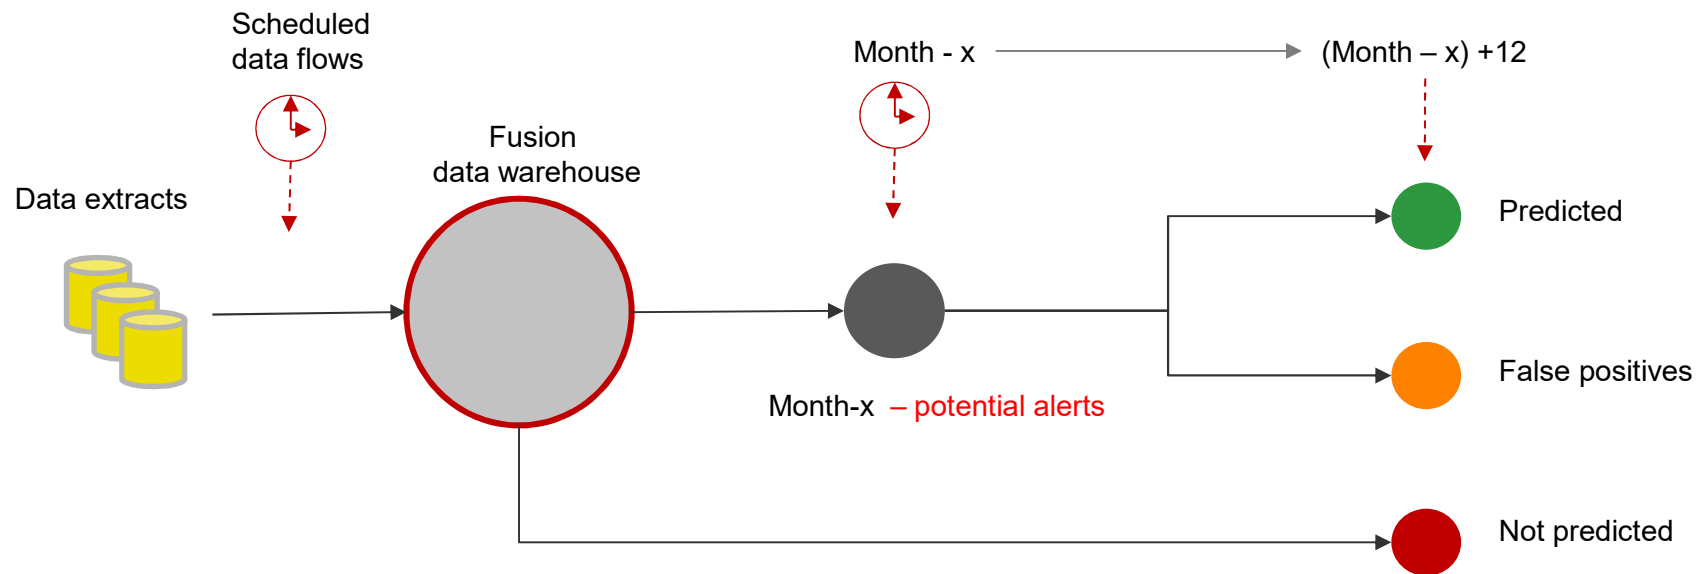 Scheduled
data flows
Month - x
(Month – x) +12
Fusion
data warehouse
Data extracts
Predicted
False positives
Month-x – potential alerts
Not predicted